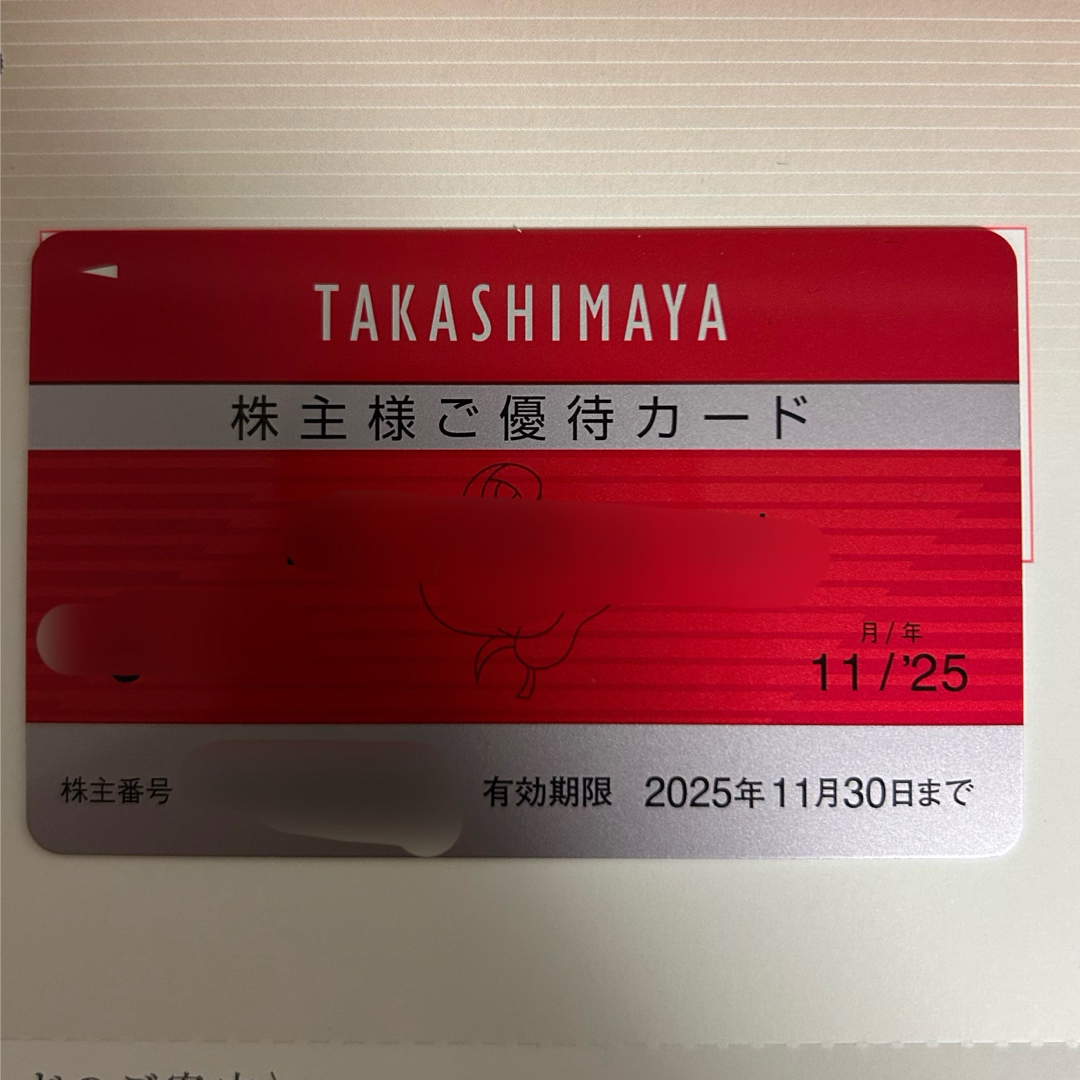 TAKASHIMAYA
株主様ご優待カード
月/年
11/'25
株主番号
有効期限 2025年11月30日まで